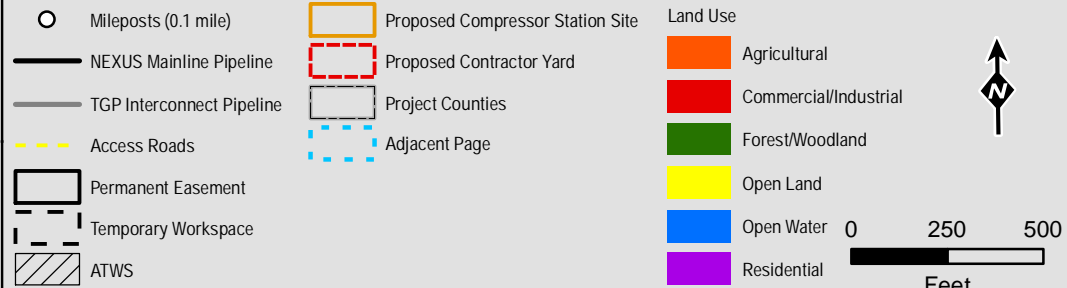 Mileposts (0.1 mile)
NEXUS Mainline Pipeline
TGP Interconnect Pipeline
Access Roads
Permanent Easement
Temporary Workspace
ATWS
Proposed Compressor Station Site
Proposed Contractor Yard
Project Counties
Adjacent Page
Land Use
Agricultural
Commercial/Industrial
Forest/Woodland
Open Land
Open Water
Residential
N
0 250 500
Feet